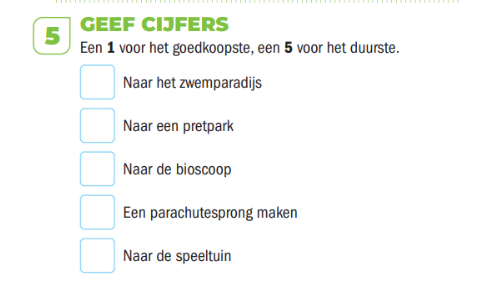 5
GEEF CIJFERS
Een 1 voor het goedkoopste, een 5 voor het duurste.
Naar het zwemparadijs
Naar een pretpark
Naar de bioscoop
Een parachutesprong maken
Naar de speeltuin